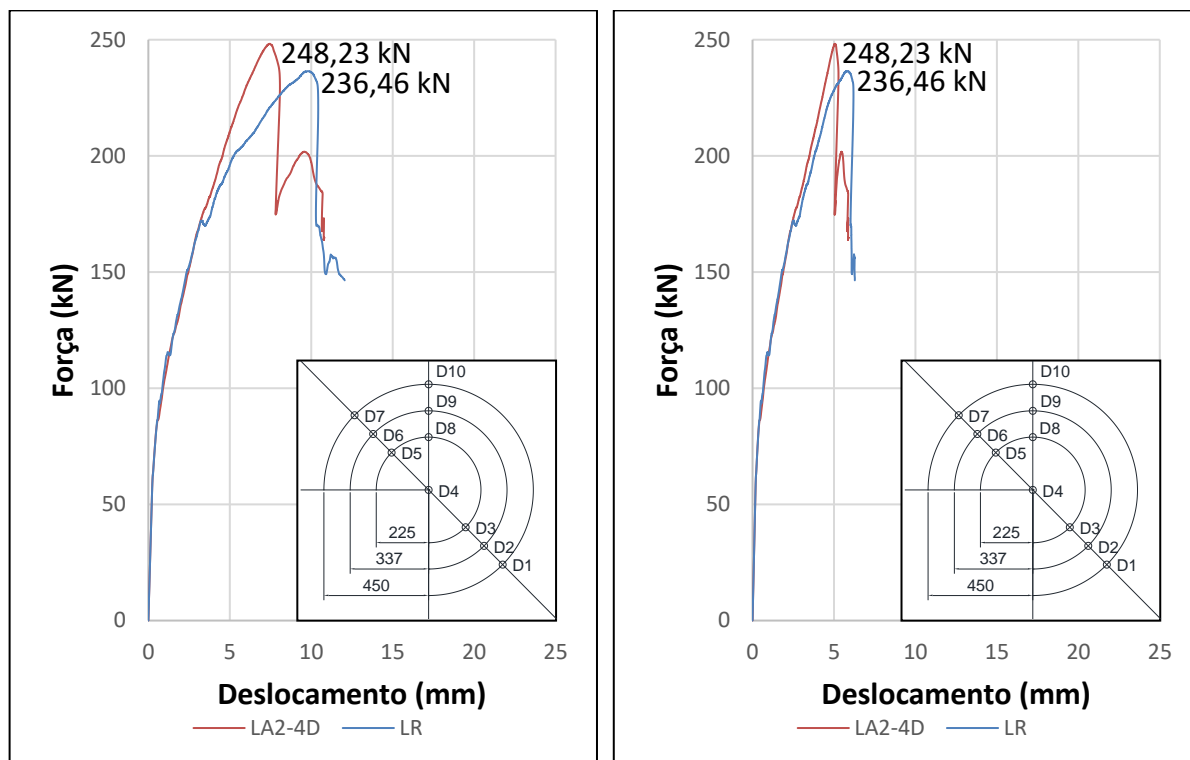 250
200
150
100
50
0
Força (kN)
248,23 kN
236,46 kN
D10
D9
D8
D7
D6
D5
D4
D3
D2
D1
225
337
450
0 5 10 15 20 25
Deslocamento (mm)
LA2-4D LR
250
200
150
100
50
0
Força (kN)
248,23 kN
236,46 kN
D10
D9
D8
D7
D6
D5
D4
D3
D2
D1
225
337
450
0 5 10 15 20 25
Deslocamento (mm)
LA2-4D LR